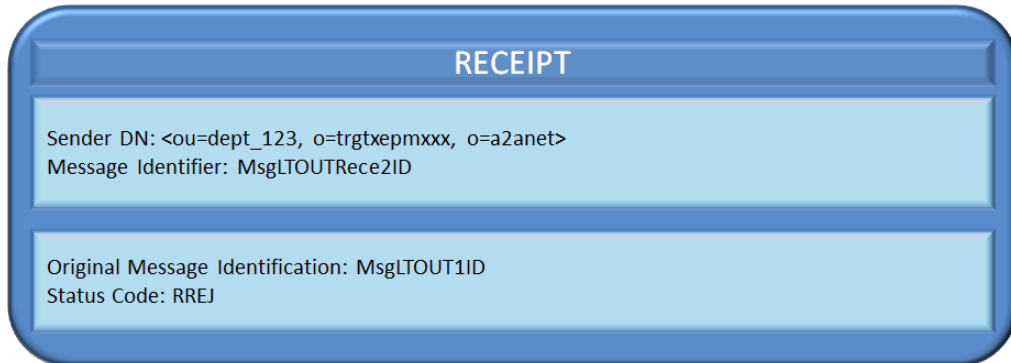 RECEIPT
Sender DN: <ou=dept_123, o=trgtxepmxxx, o=a2anet>
Message Identifier: MsgLTOUTRece2ID
Original Message Identification: MsgLTOUT1ID
Status Code: RREJ